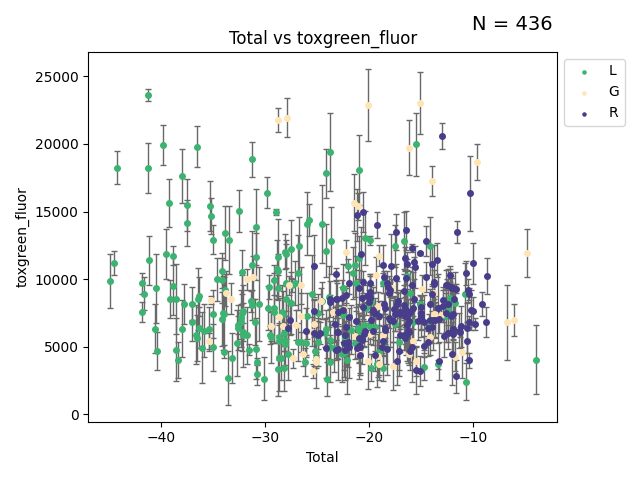 N = 436
Total vs toxgreen_fluor
L
G
R
25000
20000
15000
10000
5000
0
toxgreen_fluor
−40 −30 −20 −10
Total